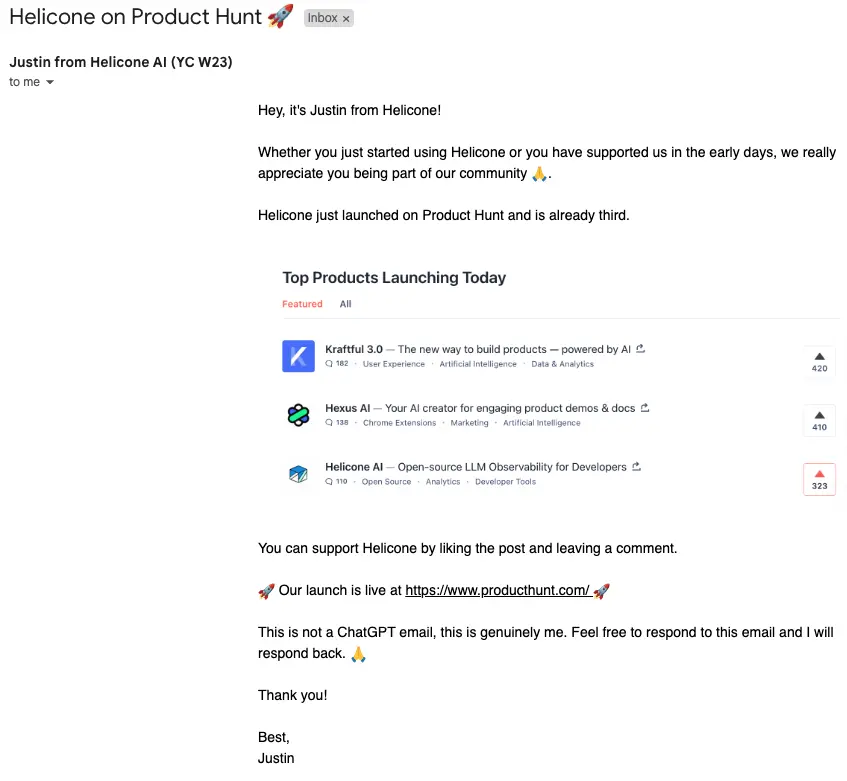 Helicone on Product Hunt 🚀 Inbox ×
Justin from Helicone AI (YC W23)
to me
Hey, it's Justin from Helicone!
Whether you just started using Helicone or you have supported us in the early days, we really
appreciate you being part of our community 🙏.
Helicone just launched on Product Hunt and is already third.
Top Products Launching Today
Featured All
Kraftful 3.0 — The new way to build products — powered by AI
182 · User Experience · Artificial Intelligence · Data & Analytics
420
Hexus AI — Your AI creator for engaging product demos & docs
138 · Chrome Extensions · Marketing · Artificial Intelligence
410
Helicone AI — Open-source LLM Observability for Developers
110 · Open Source · Analytics · Developer Tools
323
You can support Helicone by liking the post and leaving a comment.
🚀 Our launch is live at https://www.producthunt.com/ 🚀
This is not a ChatGPT email, this is genuinely me. Feel free to respond to this email and I will
respond back. 🙏
Thank you!
Best,
Justin